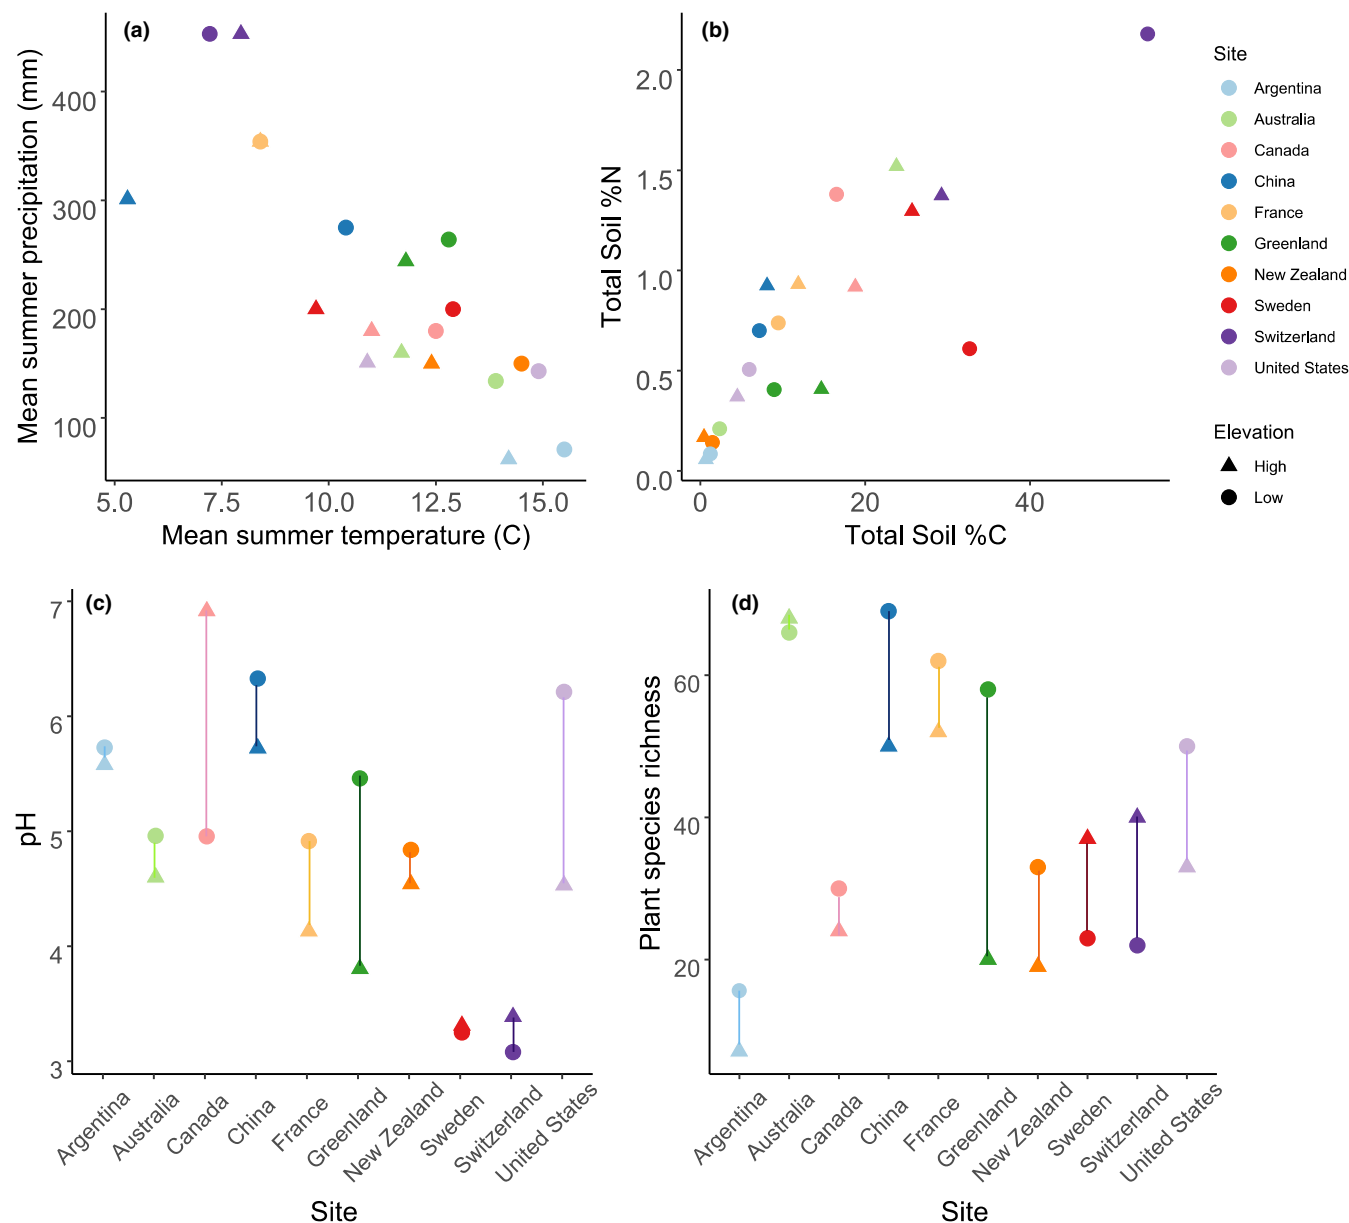 (a)
Mean summer precipitation (mm)
400
300
200
100
5.0 7.5 10.0 12.5 15.0
Mean summer temperature (C)
(b)
Total Soil %N
2.0
1.5
1.0
0.5
0.0
0 20 40
Total Soil %C
Site
Argentina
Australia
Canada
China
France
Greenland
New Zealand
Sweden
Switzerland
United States
Elevation
High
Low
(c)
pH
7
6
5
4
3
Argentina Australia Canada China France Greenland New Zealand Sweden Switzerland United States
Site
(d)
Plant species richness
60
40
20
Argentina Australia Canada China France Greenland New Zealand Sweden Switzerland United States
Site